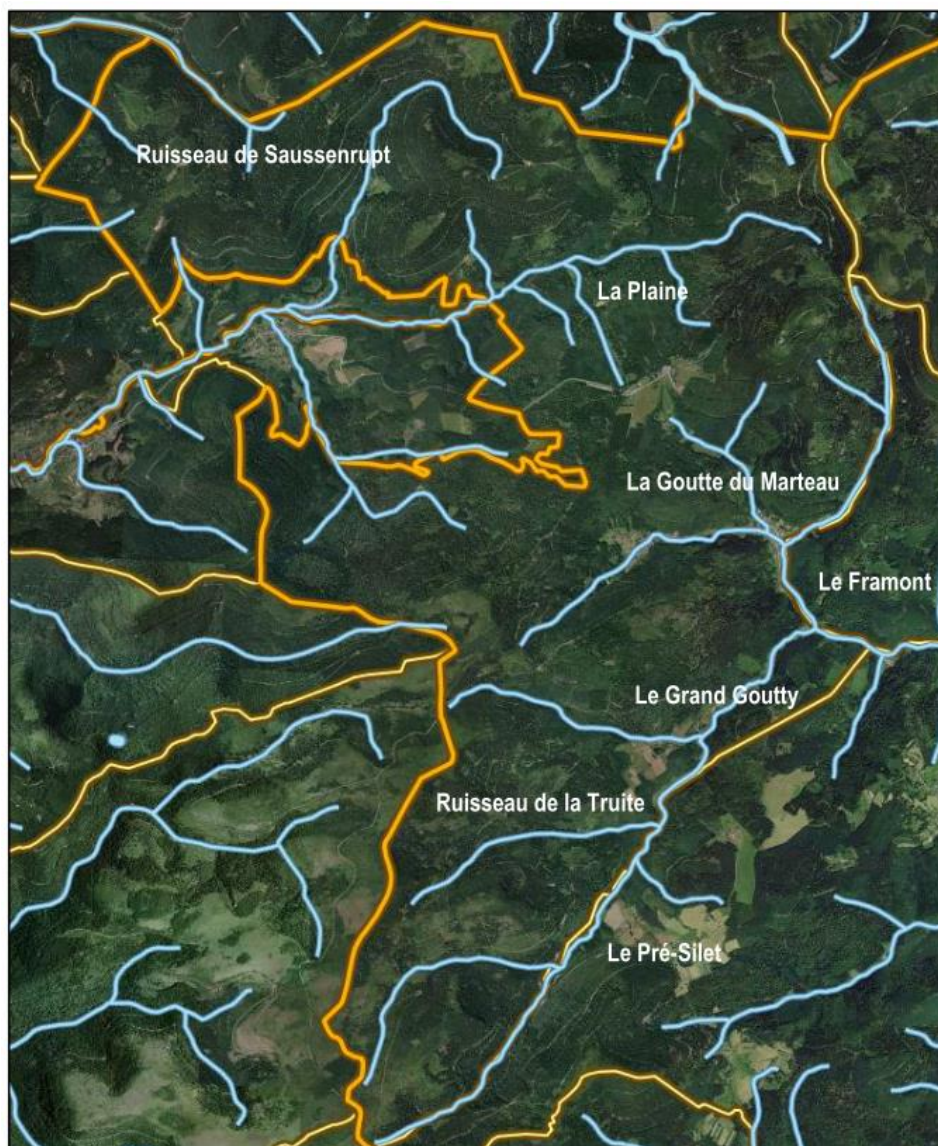 Ruisseau de Saussenrupt
La Plaine
La Goutte du Marteau
Le Framont
Le Grand Goutty
Ruisseau de la Truite
Le Pré-Silet